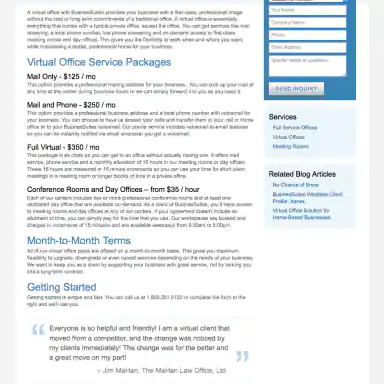 A virtual office with BusinessSuites provides your business with a first-class, professional image
without the cost or long-term commitments of a traditional office. A virtual office is essentially
everything that comes with a typical private office, except the office. You can get services like mail
receiving, a local phone number, live phone answering and on-demand access to first-class
meeting rooms and day offices. This gives you the flexibility to work when and where you want,
while maintaining a stable, professional home for your business.
Virtual Office Service Packages
Mail Only - $125 / mo
This option provides a professional mailing address for your business. You can pick up your mail at
any time at the center during business hours or we can simply forward it to you as you need it.
Mail and Phone - $250 / mo
This option provides a professional business address and a local phone number with voicemail for
your business. You can choose to have us answer your calls and transfer them to your cell or home
office or to your BusinessSuites voicemail. Our phone service includes voicemail-to-email features
so you can be instantly notified via email whenever you get a voicemail.
Full Virtual - $350 / mo
This package is as close as you can get to an office without actually having one. It offers mail
service, phone service and a monthly allocation of 16 hours in our meeting rooms or day offices.
These 16 hours are measured in 15 minute increments so you can use your time for short client
meetings in a meeting room or longer blocks of time in a private office.
Conference Rooms and Day Offices – from $35 / hour
Each of our centers includes two or more professional conference rooms and at least one
dedicated day office that are available on-demand. As a client of BusinessSuites, you'll have access
to meeting rooms and day offices at any of our centers. If your agreement doesn't include an
allotment of time, you can simply pay for the time that you use. Our workspaces are booked and
charged in increments of 15 minutes and are available weekdays from 8:30am to 5:00pm.
Month-to-Month Terms
All of our virtual office plans are offered on a month-to-month basis. This gives you maximum
flexibility to upgrade, downgrade or even cancel services depending on the needs of your business.
We want to keep you as a client by supporting your business with great service, not by locking you
into a long-term contract.
Getting Started
Getting started is simple and fast. You can call us at 1.800.251.0122 or complete the form to the
right and we'll call you.
Everyone is so helpful and friendly! I am a virtual client that
moved from a competitor, and the change was noticed by
my clients immediately! The change was for the better and
a great move on my part!
– Jim MaiHan, The MaiHan Law Office, Ltd
Your Name
Company Name
Phone
Email Address
Specific needs or questions...
SEND INQUIRY
Services
Full Service Offices
Virtual Offices
Meeting Rooms
Related Blog Articles
No Chance of Snow
BusinessSuites Westlake Client
Profile: Xenex
Virtual Office Solution for
Home-Based Businesses